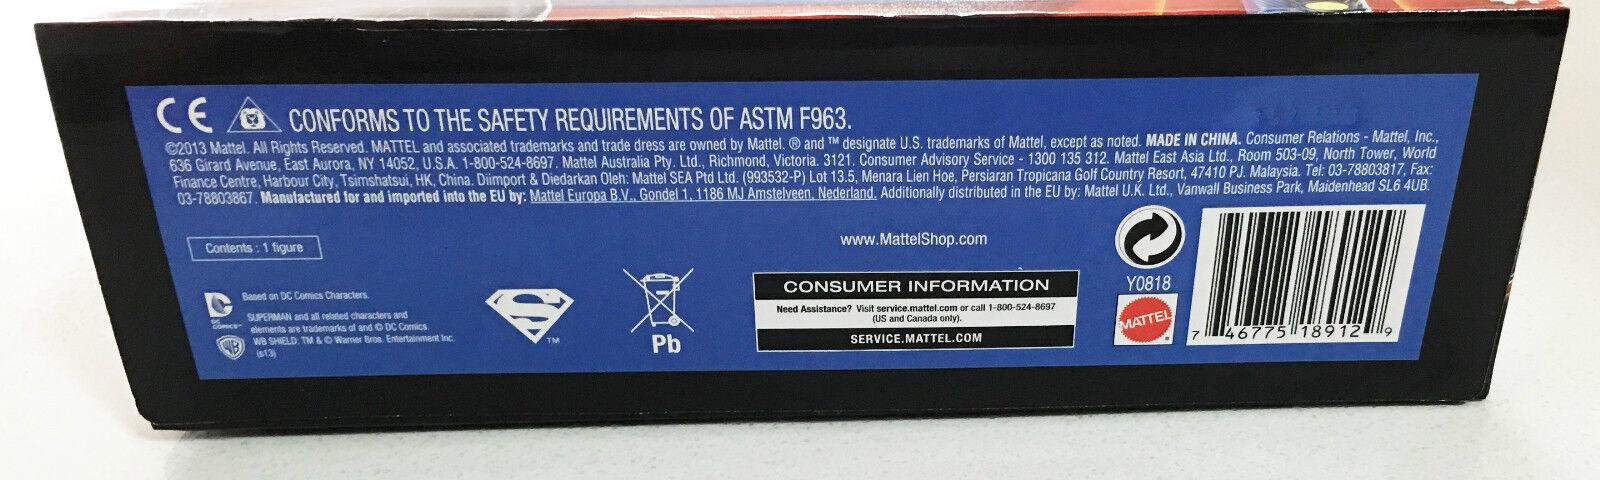 CE CONFORMS TO THE SAFETY REQUIREMENTS OF ASTM F963.
©2013 Mattel. All Rights Reserved. MATTEL and associated trademarks and trade dress are owned by Mattel. ® and ™ designate U.S. trademarks of Mattel, except as noted. MADE IN CHINA. Consumer Relations - Mattel, Inc.,
636 Girard Avenue, East Aurora, NY 14052, U.S.A. 1-800-524-8697. Mattel Australia Pty. Ltd., Richmond, Victoria. 3121. Consumer Advisory Service - 1300 135 312. Mattel East Asia Ltd., Room 503-09, North Tower, World
Finance Centre, Harbour City, Tsimshatsui, HK, China. Diimport & Diedarkan Oleh: Mattel SEA Ptd Ltd. (993532-P) Lot 13.5, Menara Lien Hoe, Persiaran Tropicana Golf Country Resort, 47410 PJ. Malaysia. Tel: 03-78803817, Fax:
03-78803867. Manufactured for and imported into the EU by: Mattel Europa B.V., Gondel 1, 1186 MJ Amstelveen, Nederland. Additionally distributed in the EU by: Mattel U.K. Ltd., Vanwall Business Park, Maidenhead SL6 4UB.
Contents : 1 figure
www.MattelShop.com
DC COMICS™
Based on DC Comics Characters.
SUPERMAN and all related characters and
elements are trademarks of and © DC Comics.
WB SHIELD: TM & © Warner Bros. Entertainment Inc.
(s13)
WB
S
TM
Pb
CONSUMER INFORMATION
Need Assistance? Visit service.mattel.com or call 1-800-524-8697
(US and Canada only).
SERVICE.MATTEL.COM
Y0818
MATTEL®
7 46775 18912 9